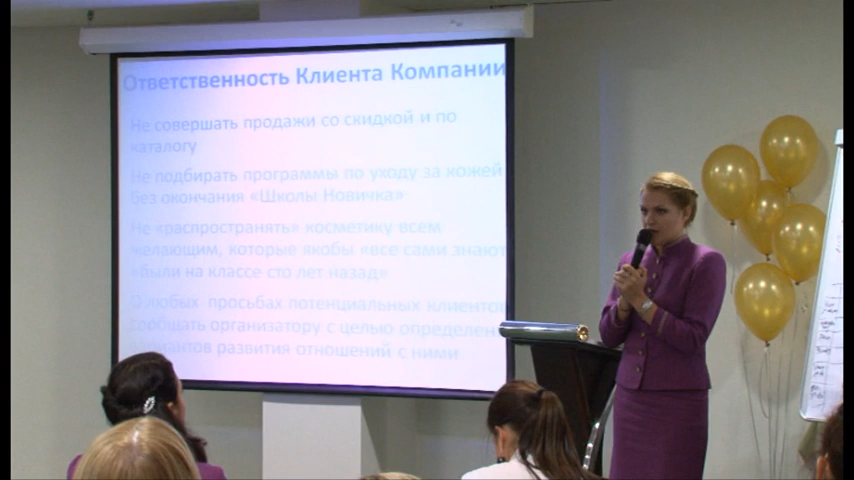 Ответственность Клиента Компании
Не совершать продажи со скидкой и по
каталогу
Не подбирать программы по уходу за кожей
без окончания «Школы Новичка»
Не «распространять» косметику всем
желающим, которые якобы «все сами знают
«были на классе сто лет назад»
О любых просьбах потенциальных клиентов
сообщать организатору с целью определен
вариантов развития отношений с ними